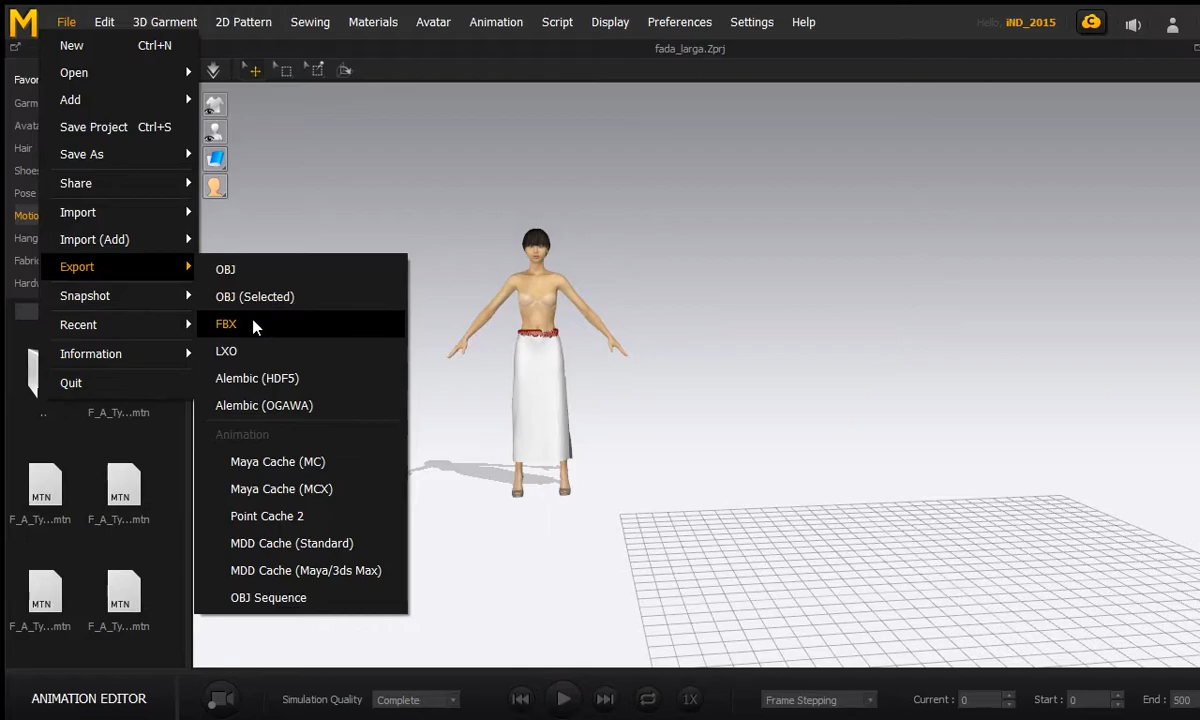 M File Edit 3D Garment 2D Pattern Sewing Materials Avatar Animation Script Display Preferences Settings Help Hello, iND_2015
fada_larga.Zprj
New Ctrl+N
Open
Add
Save Project Ctrl+S
Save As
Share
Import
Import (Add)
Export
Snapshot
Recent
Information
Quit
OBJ
OBJ (Selected)
FBX
LXO
Alembic (HDF5)
Alembic (OGAWA)
Animation
Maya Cache (MC)
Maya Cache (MCX)
Point Cache 2
MDD Cache (Standard)
MDD Cache (Maya/3ds Max)
OBJ Sequence
Favor
Garm
Avata
Hair
Shoes
Pose
Motio
Hang
Fabric
Hardw
.. F_A_Ty...mtn
MTN MTN
F_A_Ty...mtn F_A_Ty...mtn
MTN MTN
F_A_Ty...mtn F_A_Ty...mtn
ANIMATION EDITOR Simulation Quality Complete 1X Frame Stepping Current : 0 Start : 0 End : 500